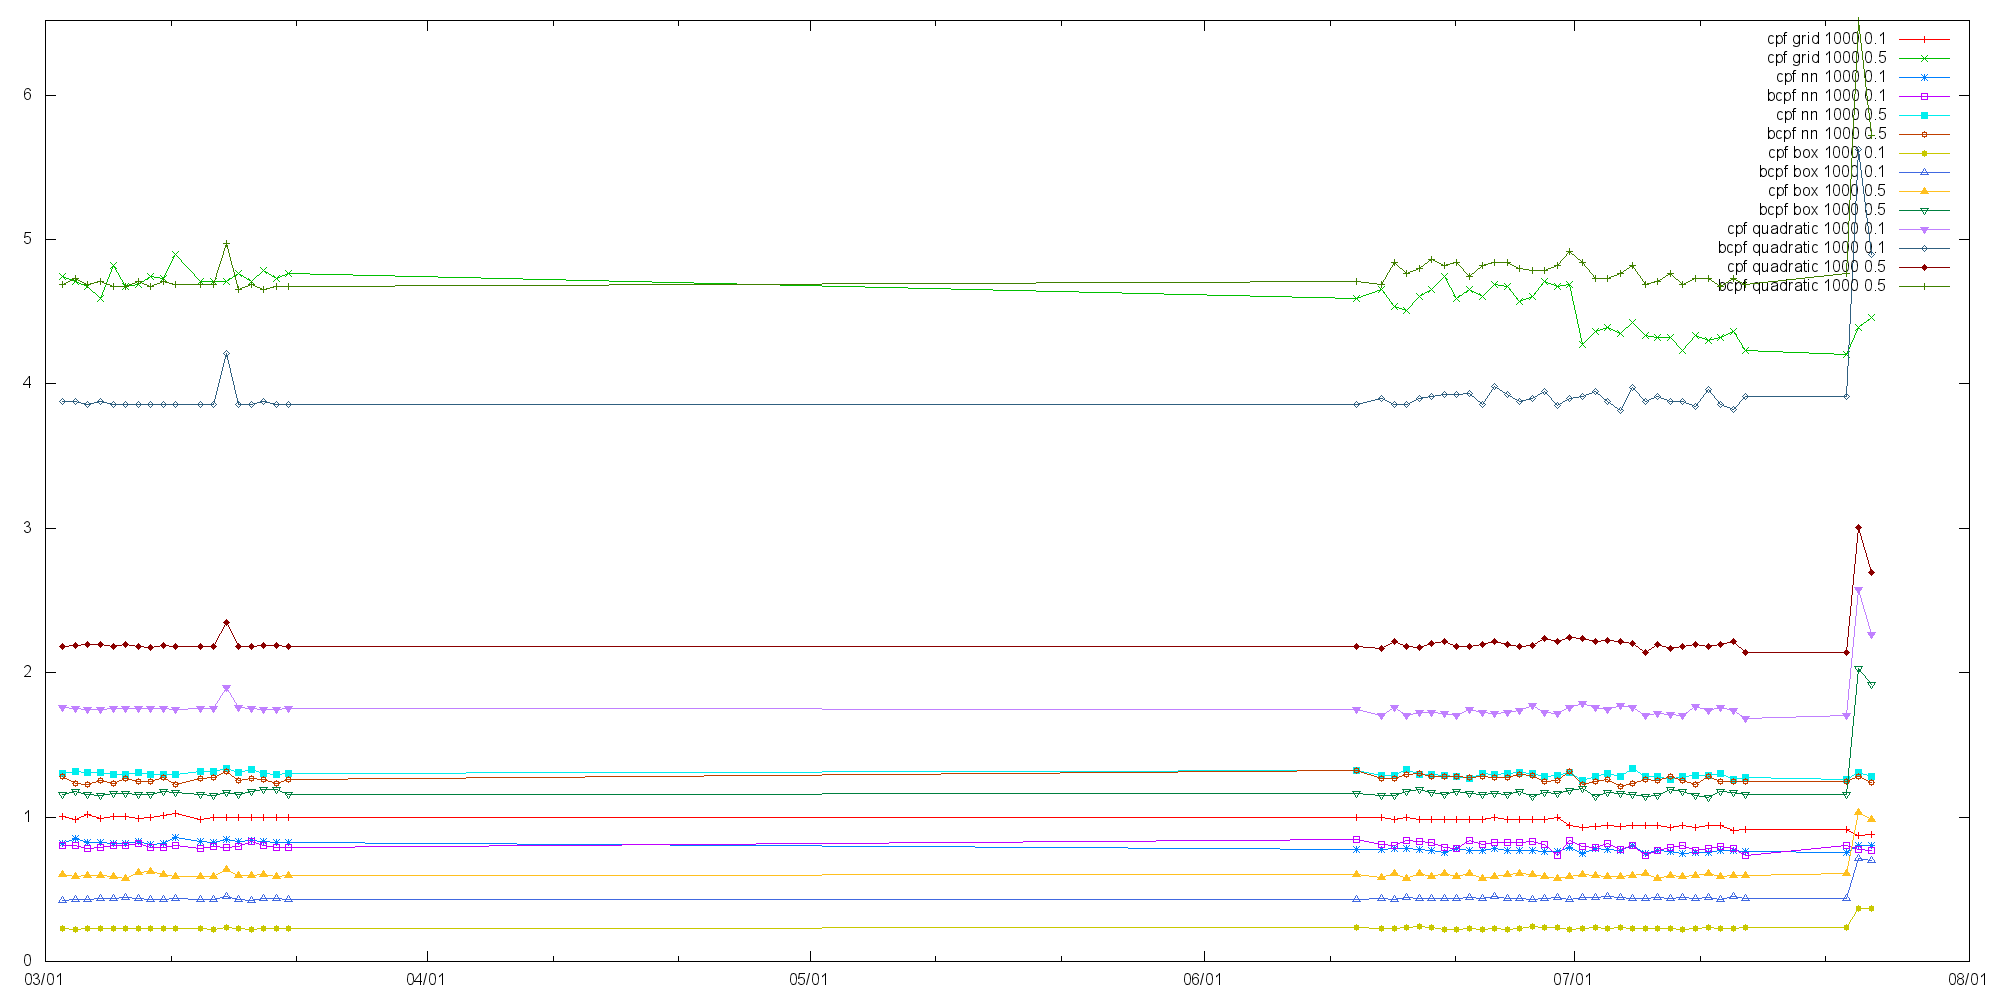 cpf grid 1000 0.1
cpf grid 1000 0.5
cpf nn 1000 0.1
bcpf nn 1000 0.1
cpf nn 1000 0.5
bcpf nn 1000 0.5
cpf box 1000 0.1
bcpf box 1000 0.1
cpf box 1000 0.5
bcpf box 1000 0.5
cpf quadratic 1000 0.1
bcpf quadratic 1000 0.1
cpf quadratic 1000 0.5
bcpf quadratic 1000 0.5
6
5
4
3
2
1
0
03/01 04/01 05/01 06/01 07/01 08/01